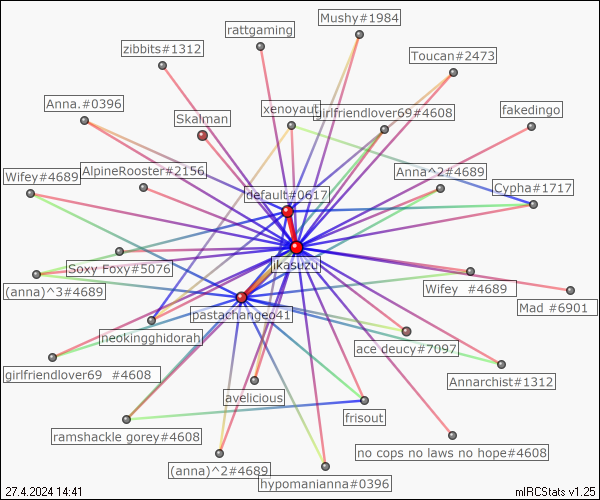 Mushy#1984
rattgaming
zibbits#1312
Toucan#2473
Anna.#0396
xenoyaut
girlfriendlover69#4608
fakedingo
Skalman
AlpineRooster#2156
Anna^2#4689
Wifey#4689
default#0617
Cypha#1717
ikasuzu
Soxy Foxy#5076
(anna)^3#4689
Wifey  #4689
Mad #6901
pastachangeo41
neokingghidorah
ace deucy#7097
girlfriendlover69  #4608
Annarchist#1312
avelicious
frisout
ramshackle gorey#4608
no cops no laws no hope#4608
(anna)^2#4689
hypomanianna#0396
27.4.2024 14:41
mIRCStats v1.25